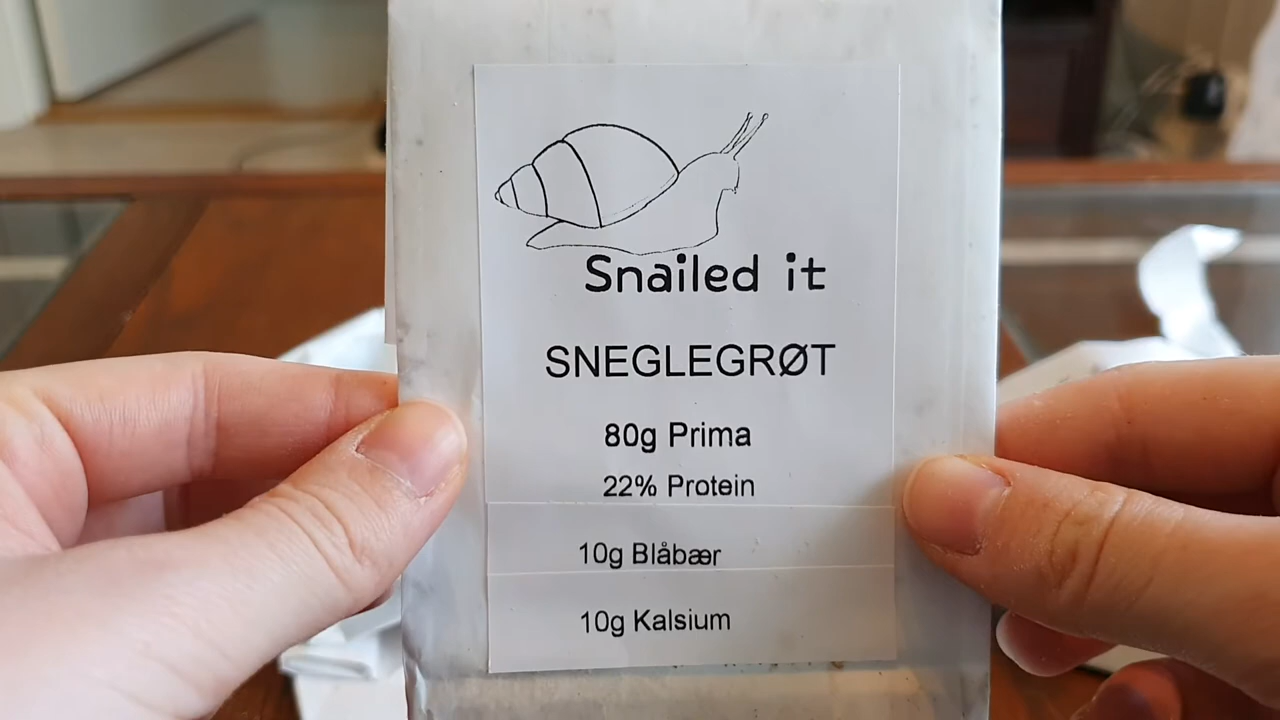 Snailed it
SNEGLEGRØT
80g Prima
22% Protein
10g Blåbær
10g Kalsium